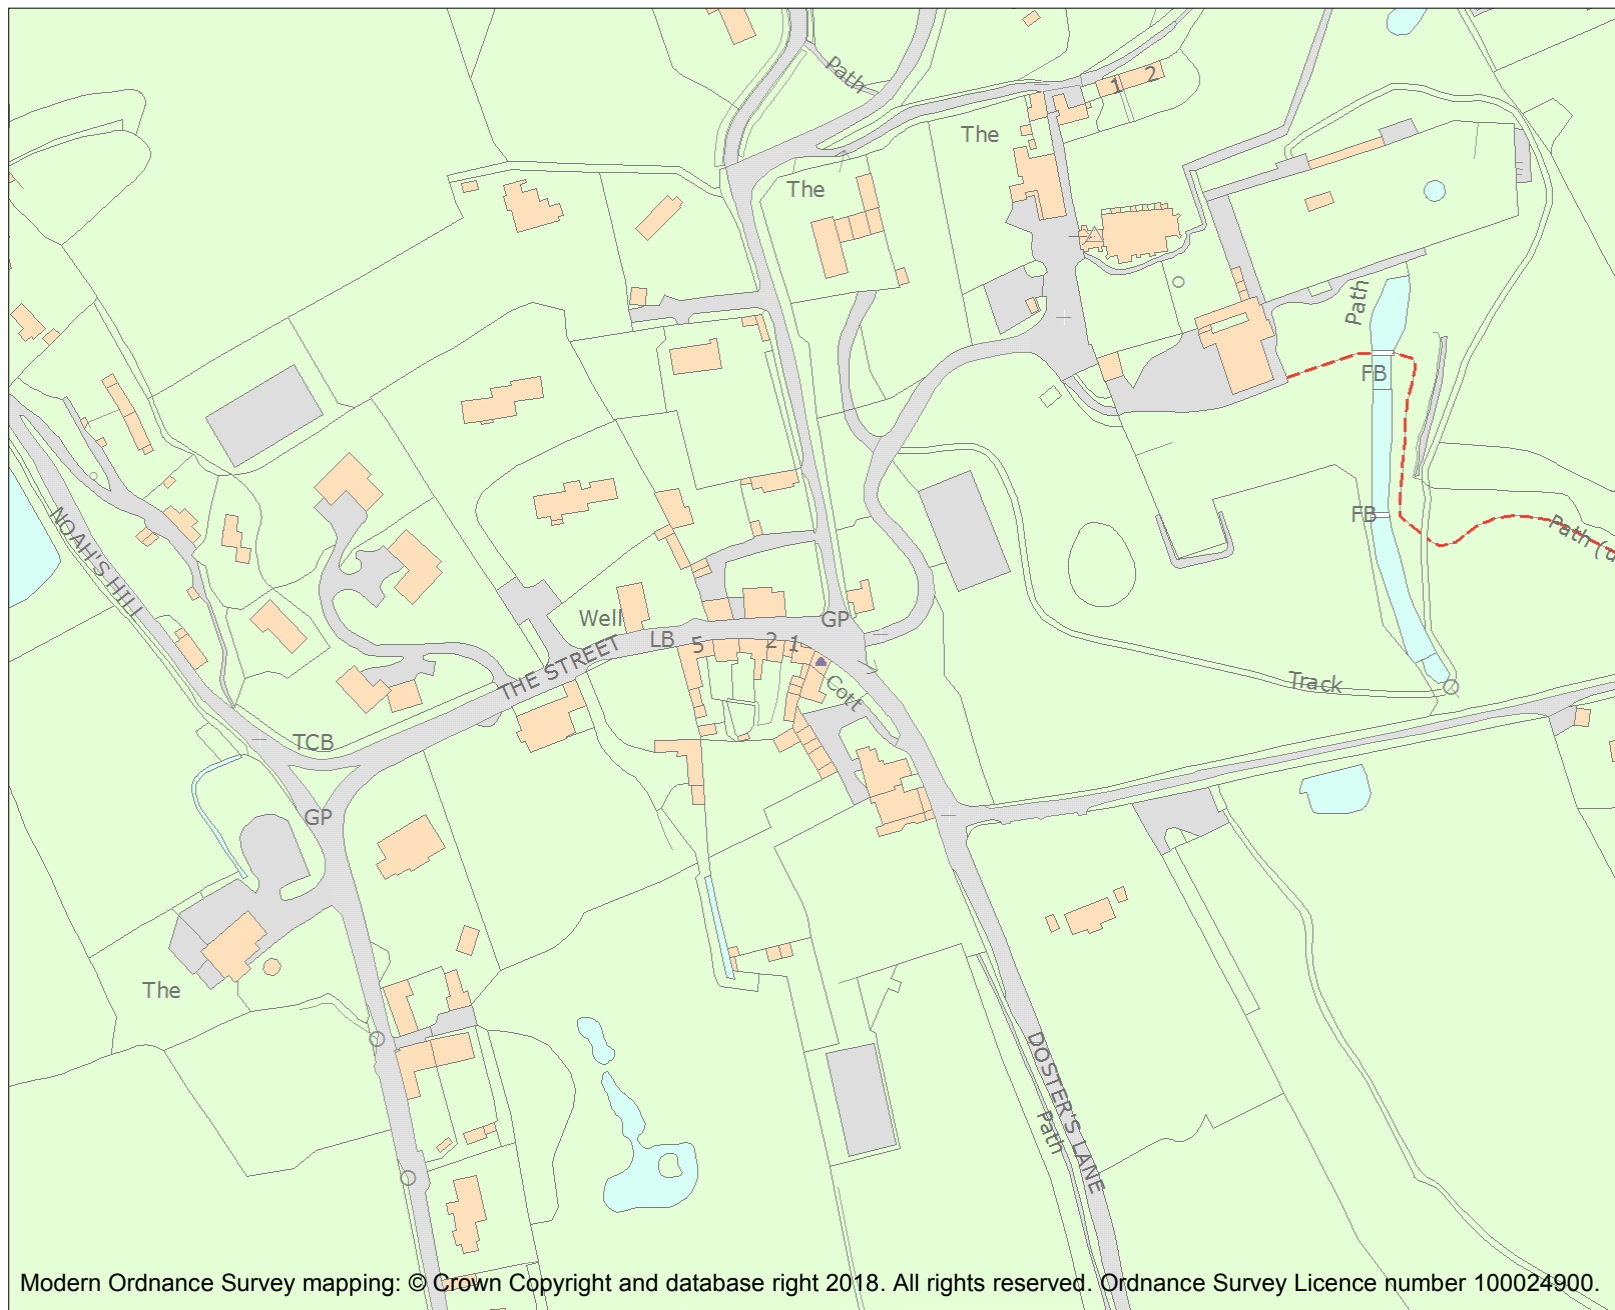 Path
1
2
The
The
Path
FB
FB
Path (u
NOAH'S HILL
Well
LB
5
2
1
GP
THE STREET
Cott
Track
TCB
GP
The
DOSTER'S LANE
Path
Modern Ordnance Survey mapping: © Crown Copyright and database right 2018. All rights reserved. Ordnance Survey Licence number 100024900.